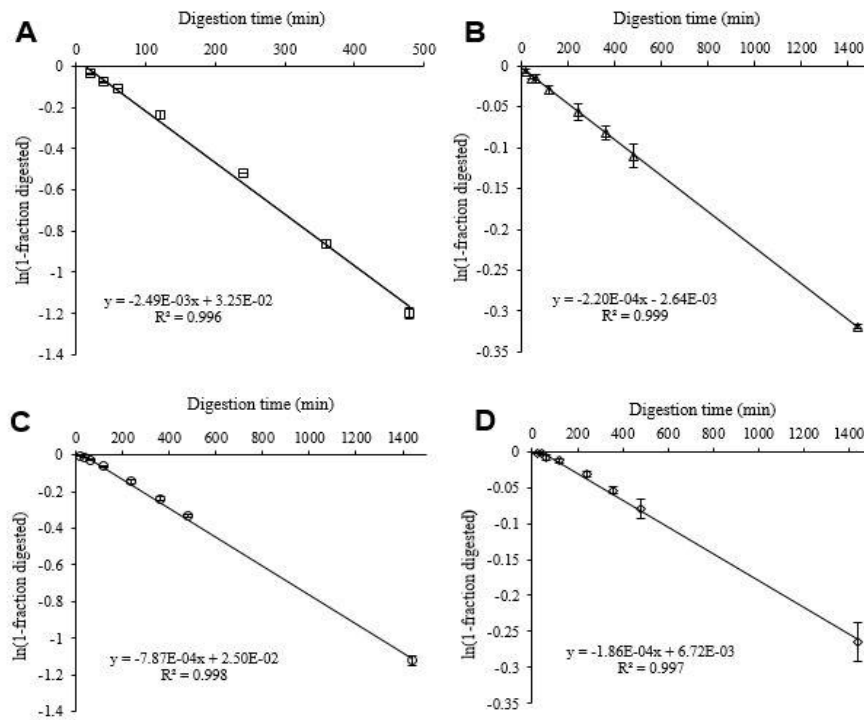 A
Digestion time (min)
0 100 200 300 400 500
0
-0.2
-0.4
-0.6
-0.8
-1
-1.2
-1.4
ln(1-fraction digested)
y = -2.49E-03x + 3.25E-02
R² = 0.996
B
Digestion time (min)
0 200 400 600 800 1000 1200 1400
0
-0.05
-0.1
-0.15
-0.2
-0.25
-0.3
-0.35
ln(1-fraction digested)
y = -2.20E-04x - 2.64E-03
R² = 0.999
C
Digestion time (min)
0 200 400 600 800 1000 1200 1400
0
-0.2
-0.4
-0.6
-0.8
-1
-1.2
-1.4
ln(1-fraction digested)
y = -7.87E-04x + 2.50E-02
R² = 0.998
D
Digestion time (min)
0 200 400 600 800 1000 1200 1400
0
-0.05
-0.1
-0.15
-0.2
-0.25
-0.3
-0.35
ln(1-fraction digested)
y = -1.86E-04x + 6.72E-03
R² = 0.997